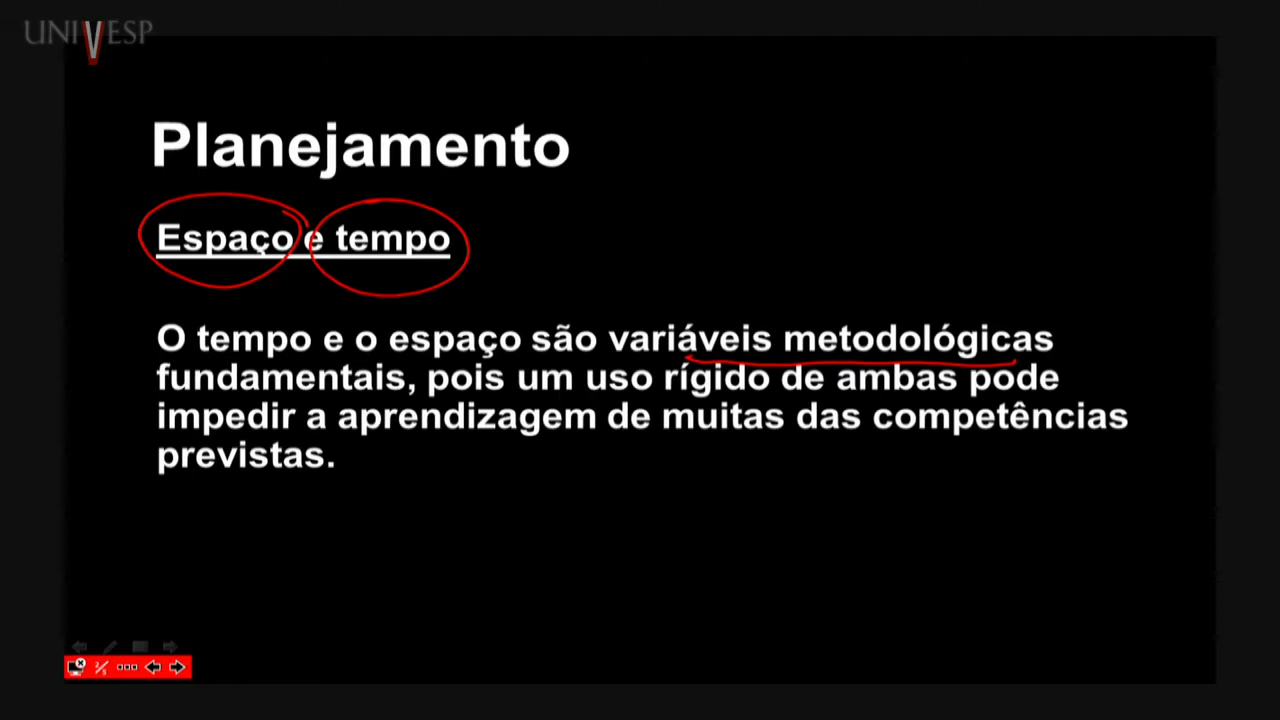 UNIVESP
Planejamento
Espaço e tempo
O tempo e o espaço são variáveis metodológicas
fundamentais, pois um uso rígido de ambas pode
impedir a aprendizagem de muitas das competências
previstas.